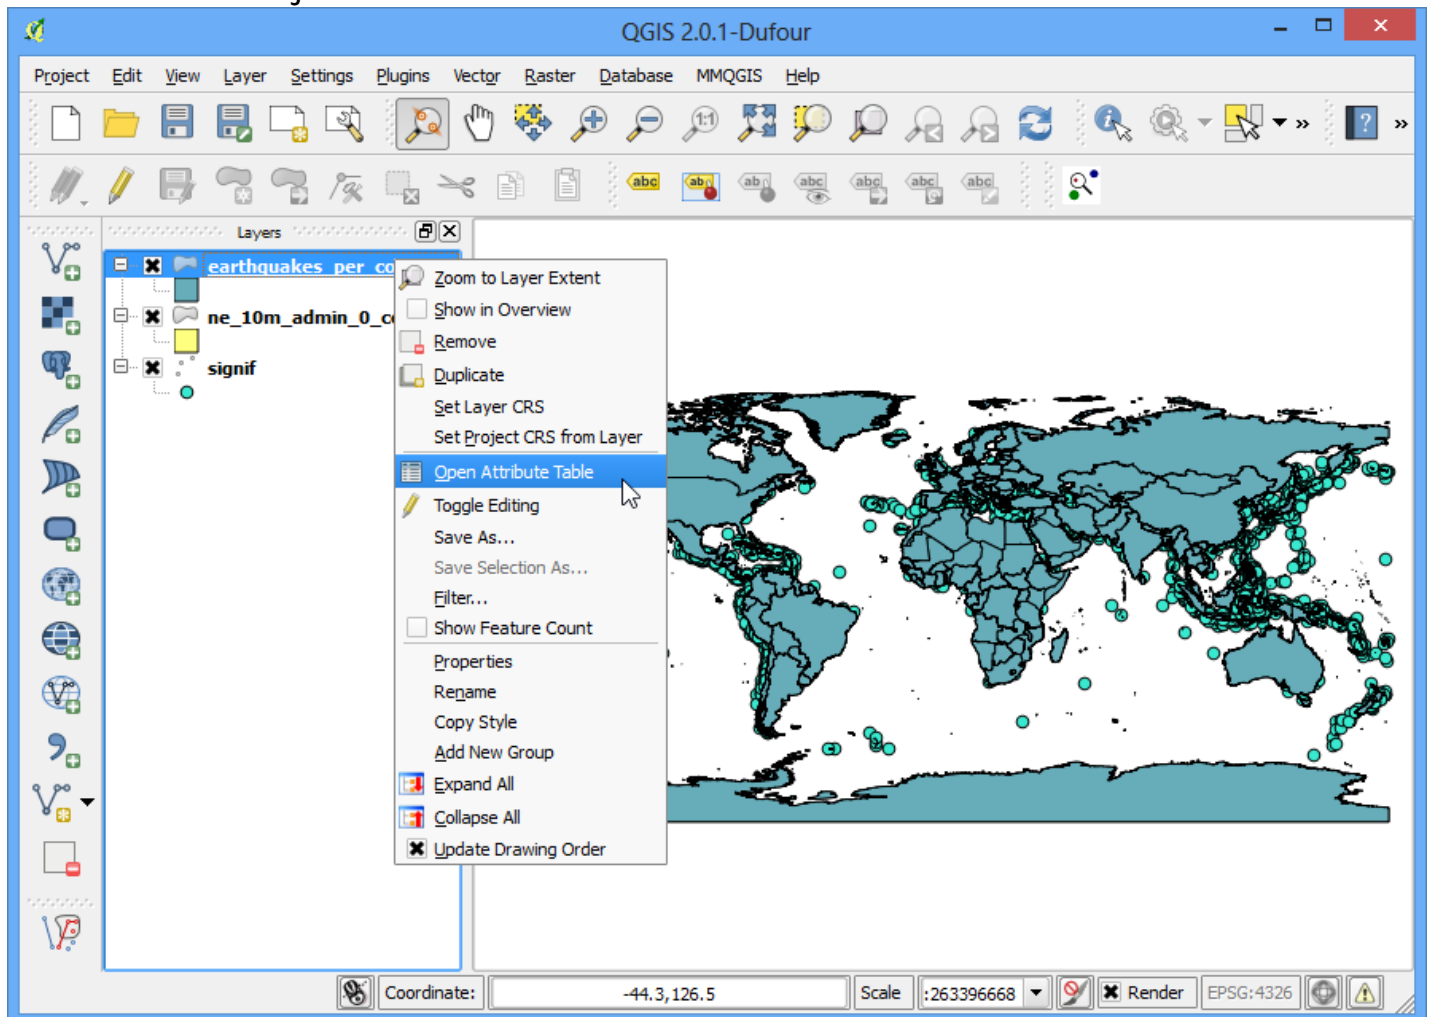 QGIS 2.0.1-Dufour
Project Edit View Layer Settings Plugins Vector Raster Database MMQGIS Help
1:1
?
abc
Layers
earthquakes_per_co
ne_10m_admin_0_c
signif
Zoom to Layer Extent
Show in Overview
Remove
Duplicate
Set Layer CRS
Set Project CRS from Layer
Open Attribute Table
Toggle Editing
Save As...
Save Selection As...
Filter...
Show Feature Count
Properties
Rename
Copy Style
Add New Group
Expand All
Collapse All
Update Drawing Order
Coordinate: -44.3,126.5 Scale :263396668 Render EPSG:4326